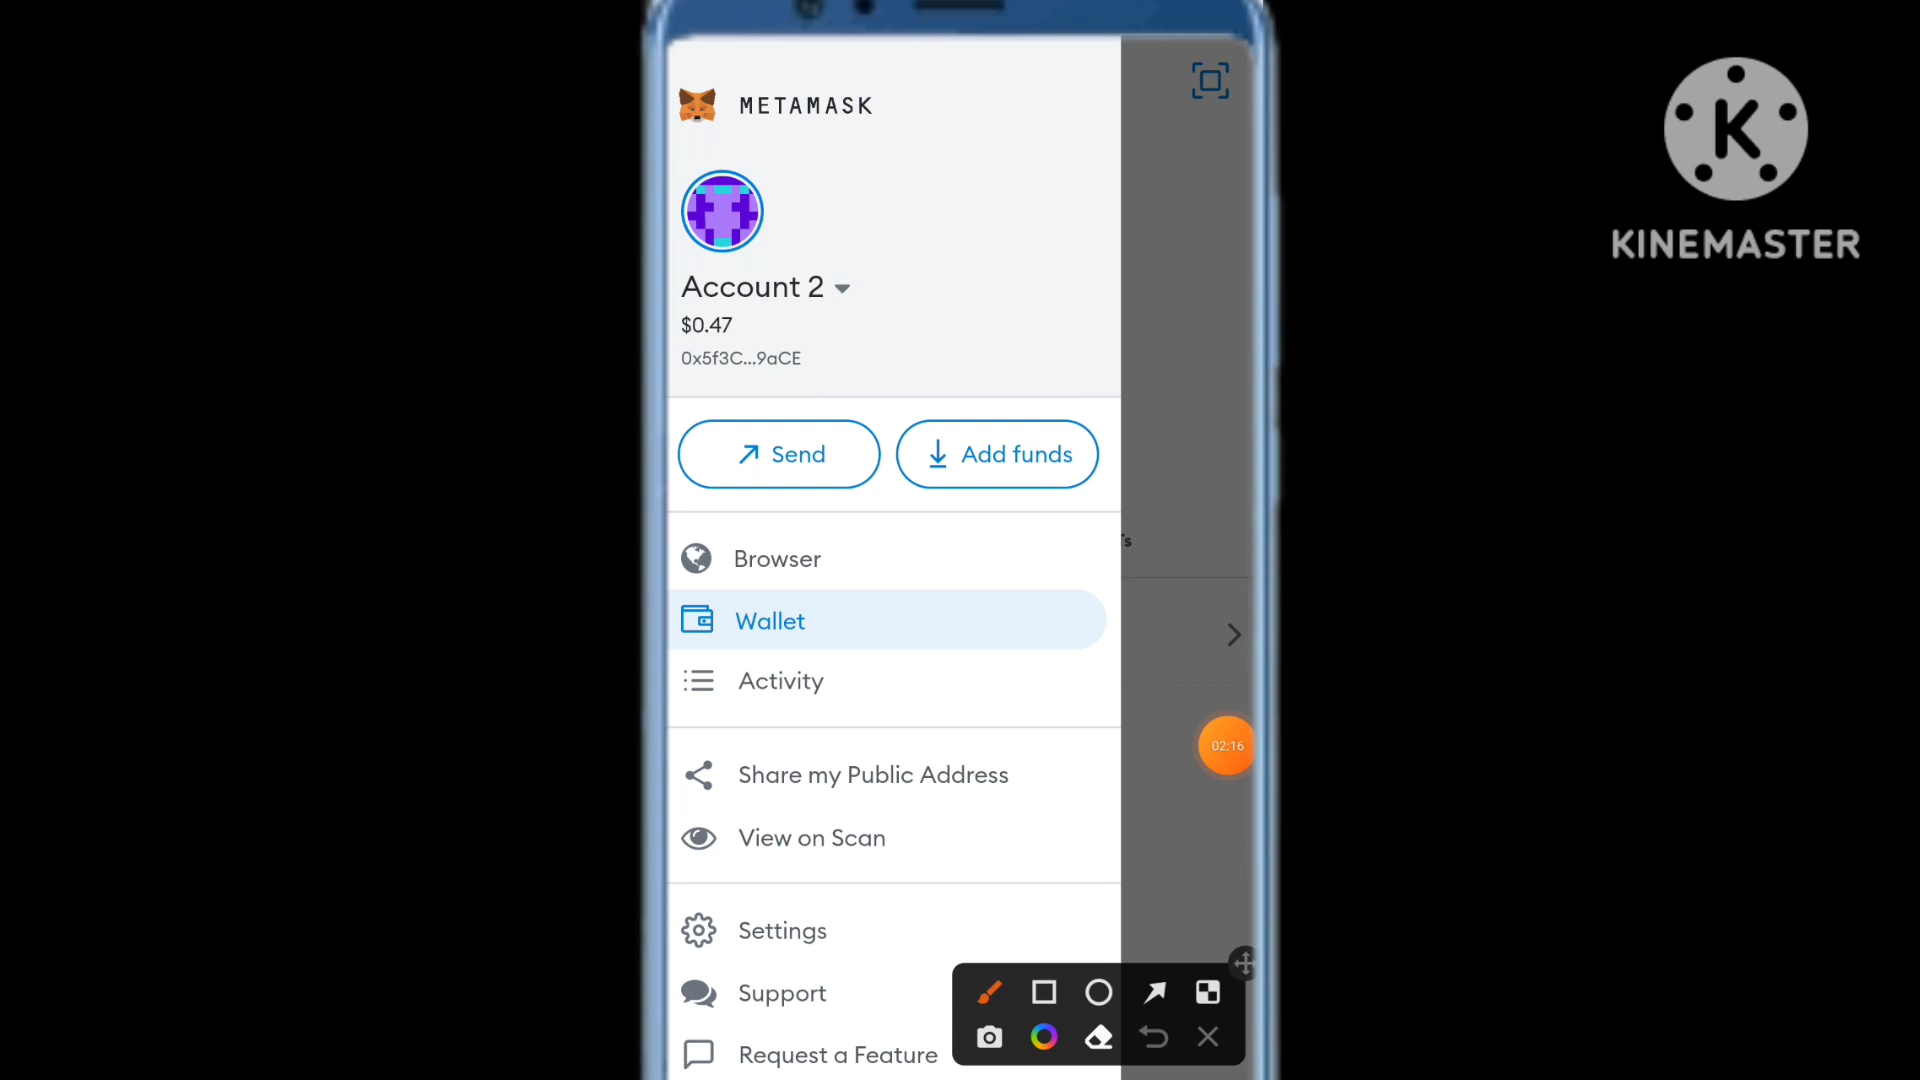 METAMASK
KINEMASTER
Account 2
$0.47
0x5f3C...9aCE
Send
Add funds
Browser
Wallet
Activity
02:16
Share my Public Address
View on Scan
Settings
Support
Request a Feature